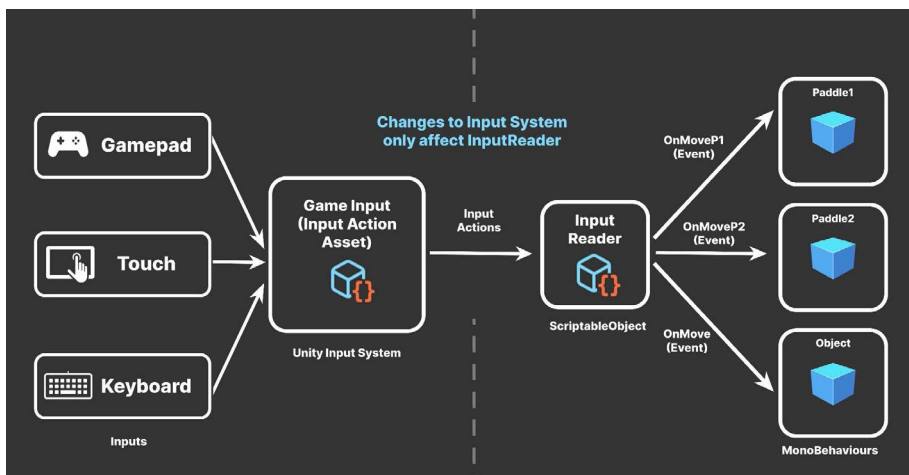 Gamepad
Touch
Keyboard
Inputs
Game Input
(Input Action
Asset)
{}
Unity Input System
Changes to Input System
only affect InputReader
Input
Actions
Input
Reader
{}
ScriptableObject
OnMoveP1
(Event)
OnMoveP2
(Event)
OnMove
(Event)
Paddle1
Paddle2
Object
MonoBehaviours